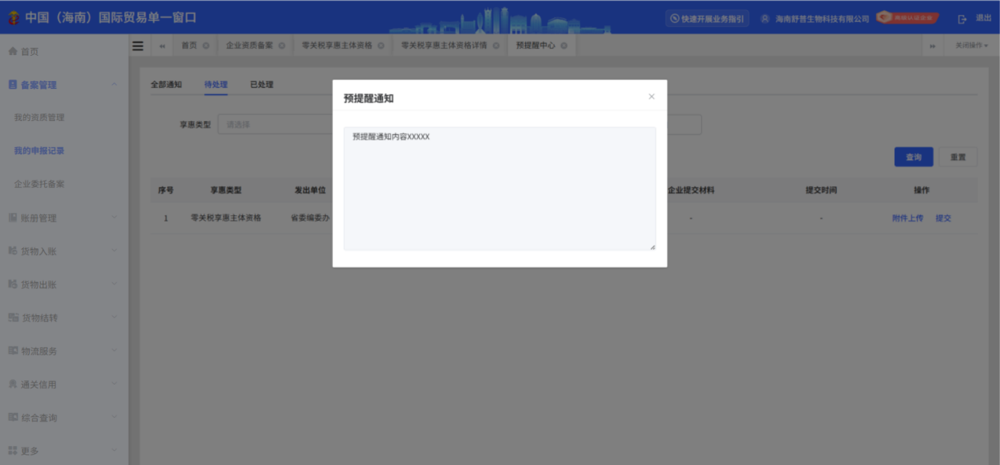 中国（海南）国际贸易单一窗口
快速开展业务指引
海南舒普生物科技有限公司
高级认证企业
退出
首页
备案管理
我的资质管理
我的申报记录
企业委托备案
账册管理
货物入账
货物出账
货物结转
物流服务
通关信用
综合查询
更多
首页
企业资质备案
零关税享惠主体资格
零关税享惠主体资格详情
预提醒中心
关闭操作
全部通知
待处理
已处理
享惠类型
请选择
查询
重置
序号 享惠类型 发出单位 企业提交材料 提交时间 操作
1 零关税享惠主体资格 省委编委办 - - 附件上传 提交
预提醒通知
预提醒通知内容XXXXX